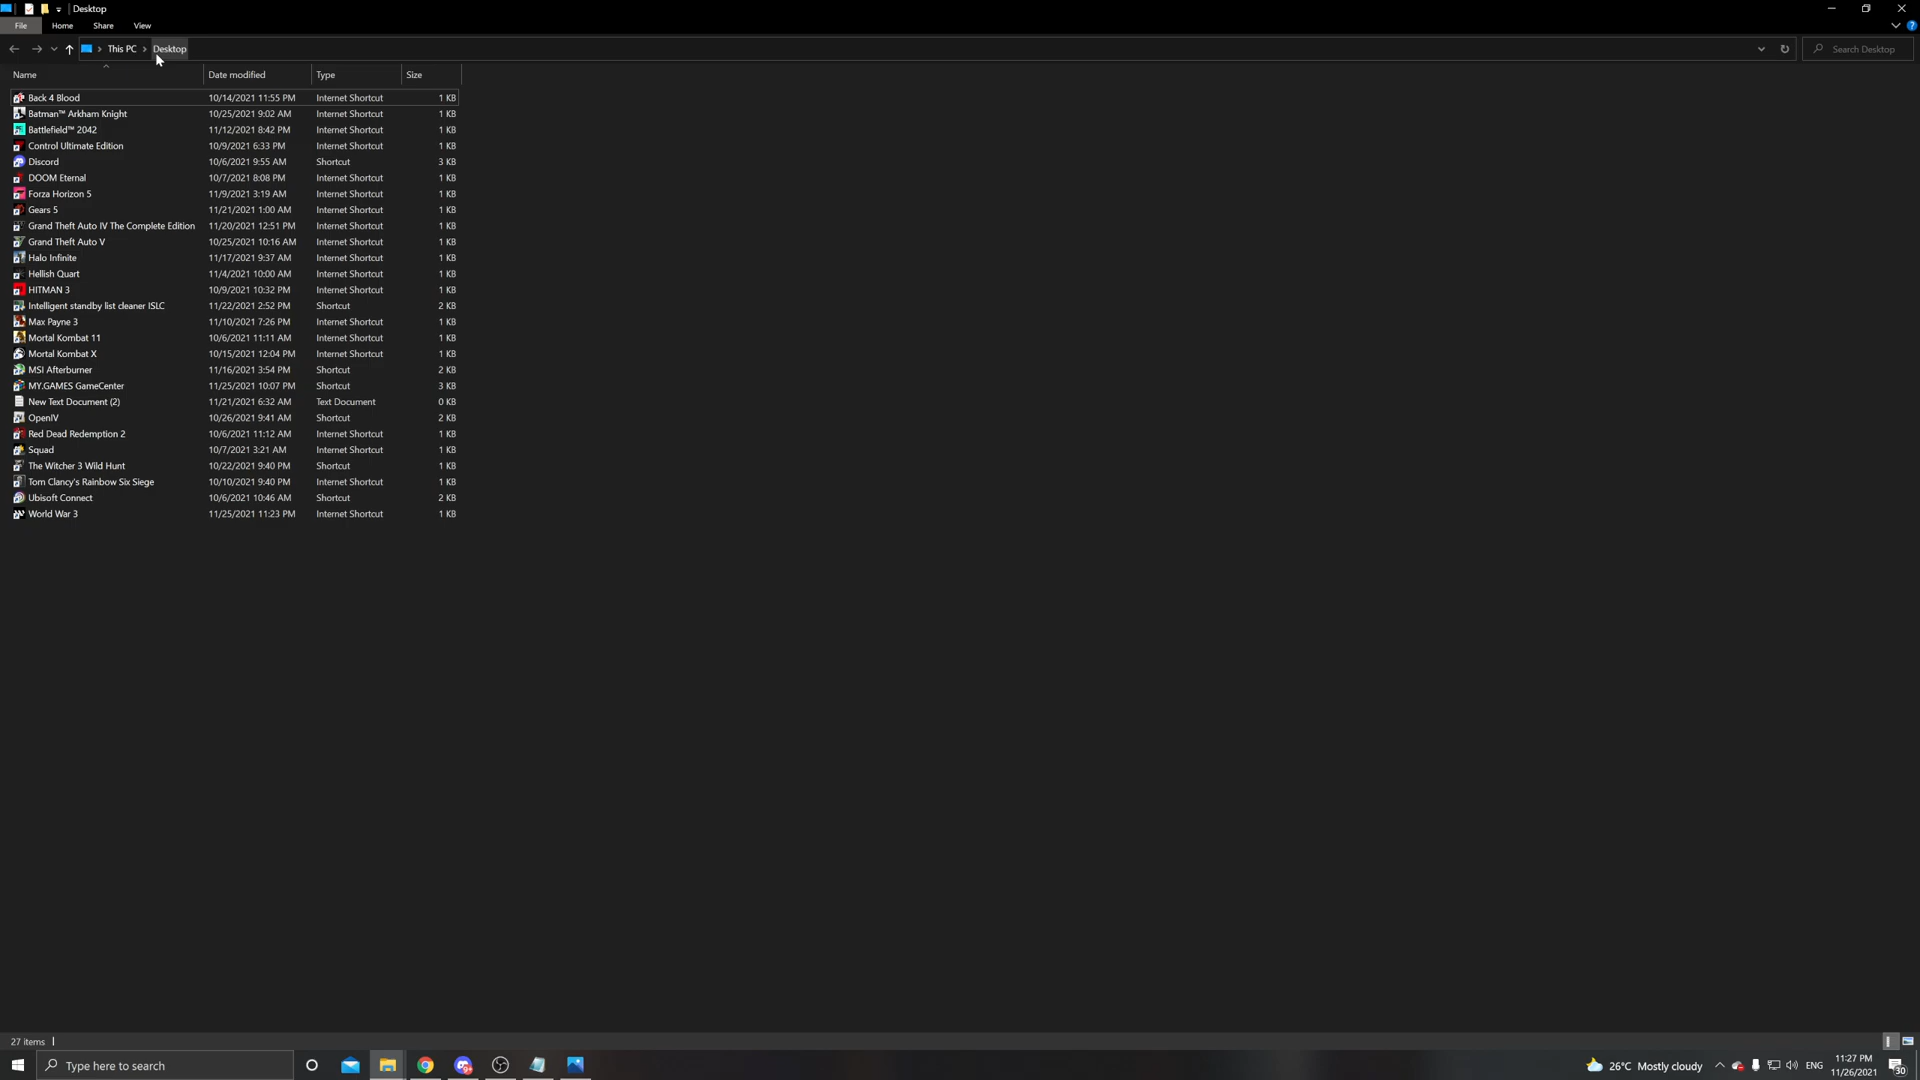 Desktop
File Home Share View
This PC Desktop Search Desktop
Name Date modified Type Size
Back 4 Blood 10/14/2021 11:55 PM Internet Shortcut 1 KB
Batman™ Arkham Knight 10/25/2021 9:02 AM Internet Shortcut 1 KB
Battlefield™ 2042 11/12/2021 8:42 PM Internet Shortcut 1 KB
Control Ultimate Edition 10/9/2021 6:33 PM Internet Shortcut 1 KB
Discord 10/6/2021 9:55 AM Shortcut 3 KB
DOOM Eternal 10/7/2021 8:08 PM Internet Shortcut 1 KB
Forza Horizon 5 11/9/2021 3:19 AM Internet Shortcut 1 KB
Gears 5 11/21/2021 1:00 AM Internet Shortcut 1 KB
Grand Theft Auto IV The Complete Edition 11/20/2021 12:51 PM Internet Shortcut 1 KB
Grand Theft Auto V 10/25/2021 10:16 AM Internet Shortcut 1 KB
Halo Infinite 11/17/2021 9:37 AM Internet Shortcut 1 KB
Hellish Quart 11/4/2021 10:00 AM Internet Shortcut 1 KB
HITMAN 3 10/9/2021 10:32 PM Internet Shortcut 1 KB
Intelligent standby list cleaner ISLC 11/22/2021 2:52 PM Shortcut 2 KB
Max Payne 3 11/10/2021 7:26 PM Internet Shortcut 1 KB
Mortal Kombat 11 10/6/2021 11:11 AM Internet Shortcut 1 KB
Mortal Kombat X 10/15/2021 12:04 PM Internet Shortcut 1 KB
MSI Afterburner 11/16/2021 3:54 PM Shortcut 2 KB
MY.GAMES GameCenter 11/25/2021 10:07 PM Shortcut 3 KB
New Text Document (2) 11/21/2021 6:32 AM Text Document 0 KB
OpenIV 10/26/2021 9:41 AM Shortcut 2 KB
Red Dead Redemption 2 10/6/2021 11:12 AM Internet Shortcut 1 KB
Squad 10/7/2021 3:21 AM Internet Shortcut 1 KB
The Witcher 3 Wild Hunt 10/22/2021 9:40 PM Shortcut 1 KB
Tom Clancy's Rainbow Six Siege 10/10/2021 9:40 PM Internet Shortcut 1 KB
Ubisoft Connect 10/6/2021 10:46 AM Shortcut 2 KB
World War 3 11/25/2021 11:23 PM Internet Shortcut 1 KB
27 items
Type here to search 9+ 26°C Mostly cloudy ENG 11:27 PM
11/26/2021 30